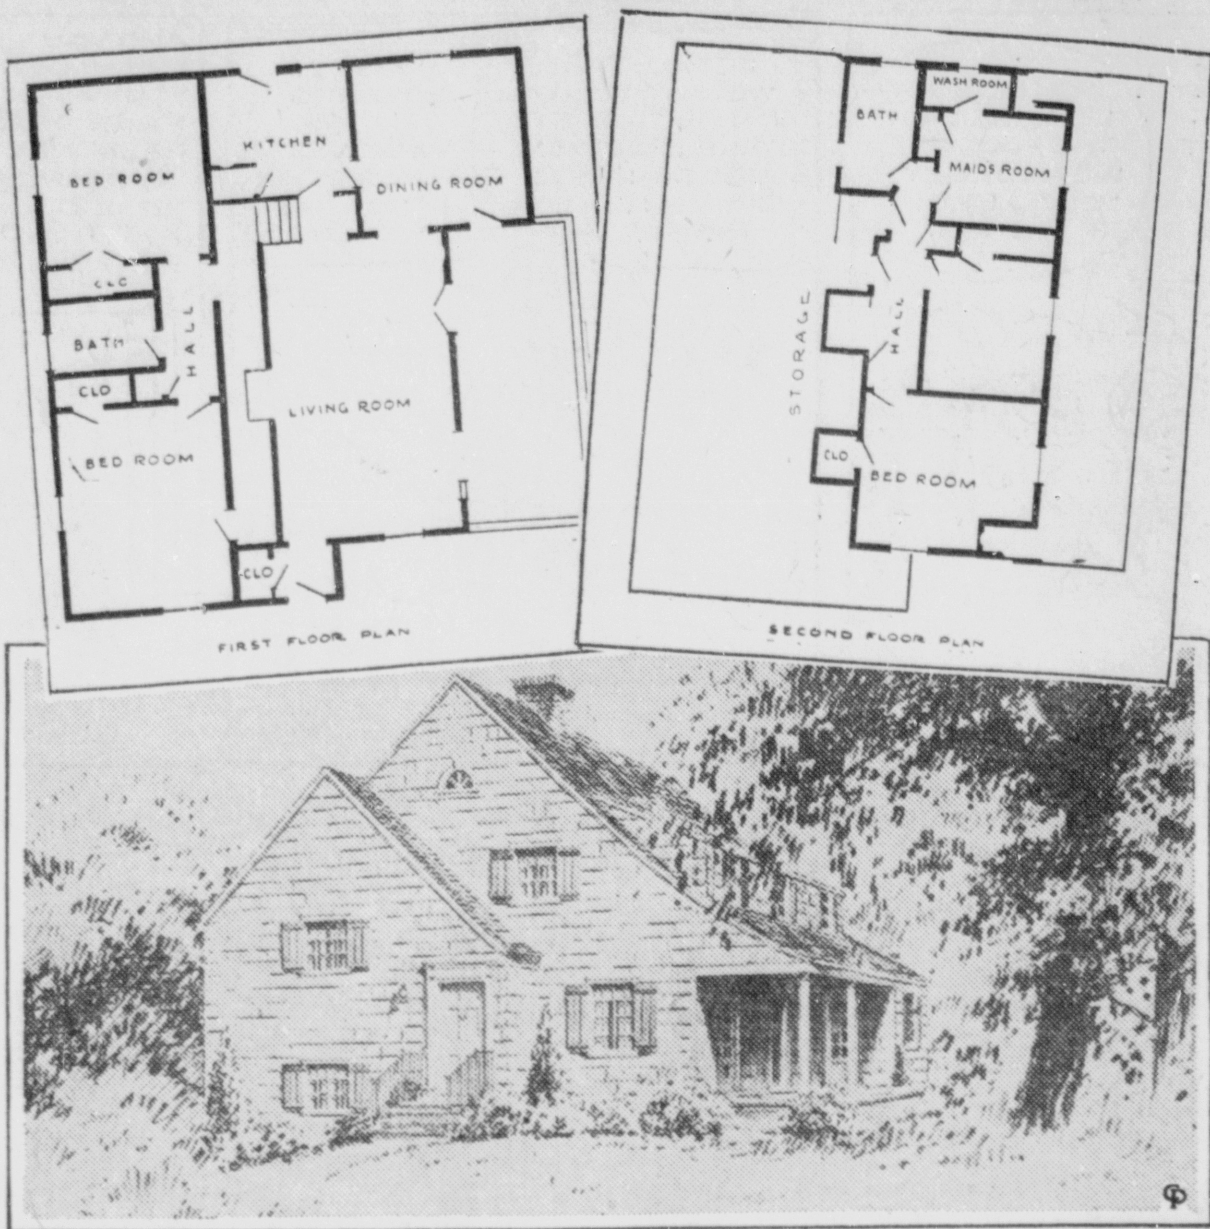 KITCHEN
BED ROOM
DINING ROOM
CLO
BATH
HALL
CLO
LIVING ROOM
BED ROOM
CLO
FIRST FLOOR PLAN
WASH ROOM
BATH
MAIDS ROOM
STORAGE
HALL
CLO
BED ROOM
SECOND FLOOR PLAN
CP